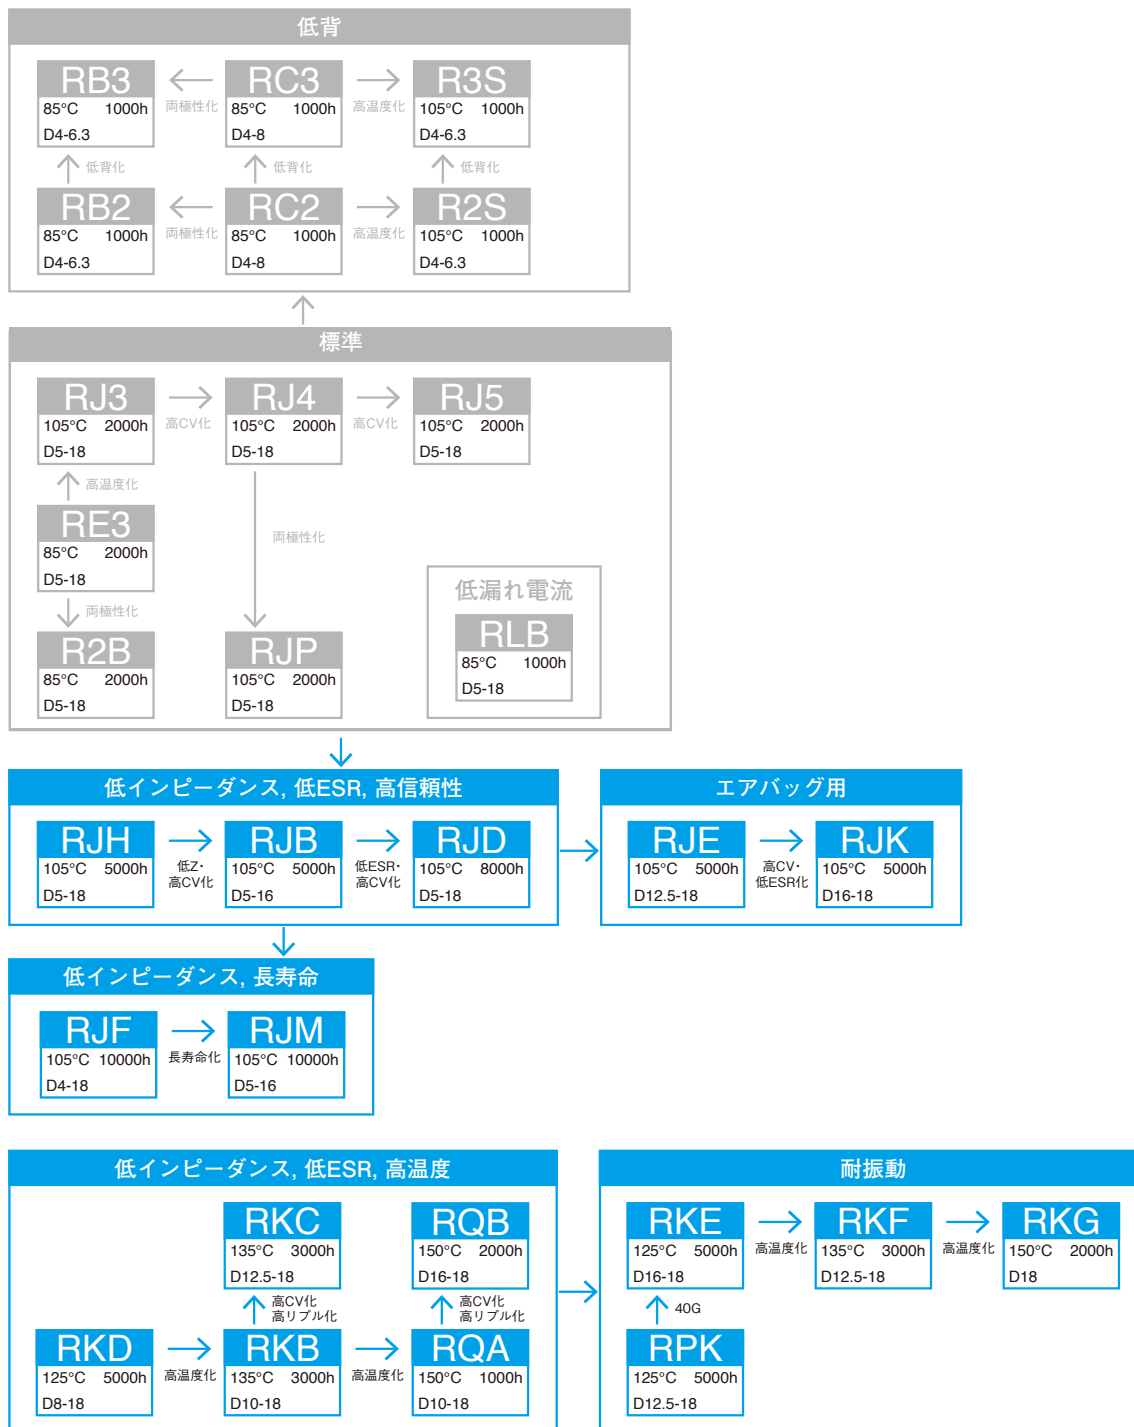 低背
RB3
RC3
R3S
両極性化
高温度化
85°C 1000h
85°C 1000h
105°C 1000h
D4-6.3
D4-8
D4-6.3
低背化
低背化
低背化
RB2
RC2
R2S
両極性化
高温度化
85°C 1000h
85°C 1000h
105°C 1000h
D4-6.3
D4-8
D4-6.3
標準
RJ3
RJ4
RJ5
高CV化
高CV化
105°C 2000h
105°C 2000h
105°C 2000h
D5-18
D5-18
D5-18
高温度化
RE3
85°C 2000h
D5-18
両極性化
両極性化
R2B
85°C 2000h
D5-18
RJP
105°C 2000h
D5-18
低漏れ電流
RLB
85°C 1000h
D5-18
低インピーダンス, 低ESR, 高信頼性
RJH
105°C 5000h
D5-18
低Z・
高CV化
RJB
105°C 5000h
D5-16
低ESR・
高CV化
RJD
105°C 8000h
D5-18
エアバッグ用
RJE
105°C 5000h
D12.5-18
高CV・
低ESR化
RJK
105°C 5000h
D16-18
低インピーダンス, 長寿命
RJF
105°C 10000h
D4-18
長寿命化
RJM
105°C 10000h
D5-16
低インピーダンス, 低ESR, 高温度
RKC
135°C 3000h
D12.5-18
RQB
150°C 2000h
D16-18
高CV化
高リプル化
高CV化
高リプル化
RKD
125°C 5000h
D8-18
高温度化
RKB
135°C 3000h
D10-18
高温度化
RQA
150°C 1000h
D10-18
耐振動
RKE
125°C 5000h
D16-18
高温度化
RKF
135°C 3000h
D12.5-18
高温度化
RKG
150°C 2000h
D18
40G
RPK
125°C 5000h
D12.5-18